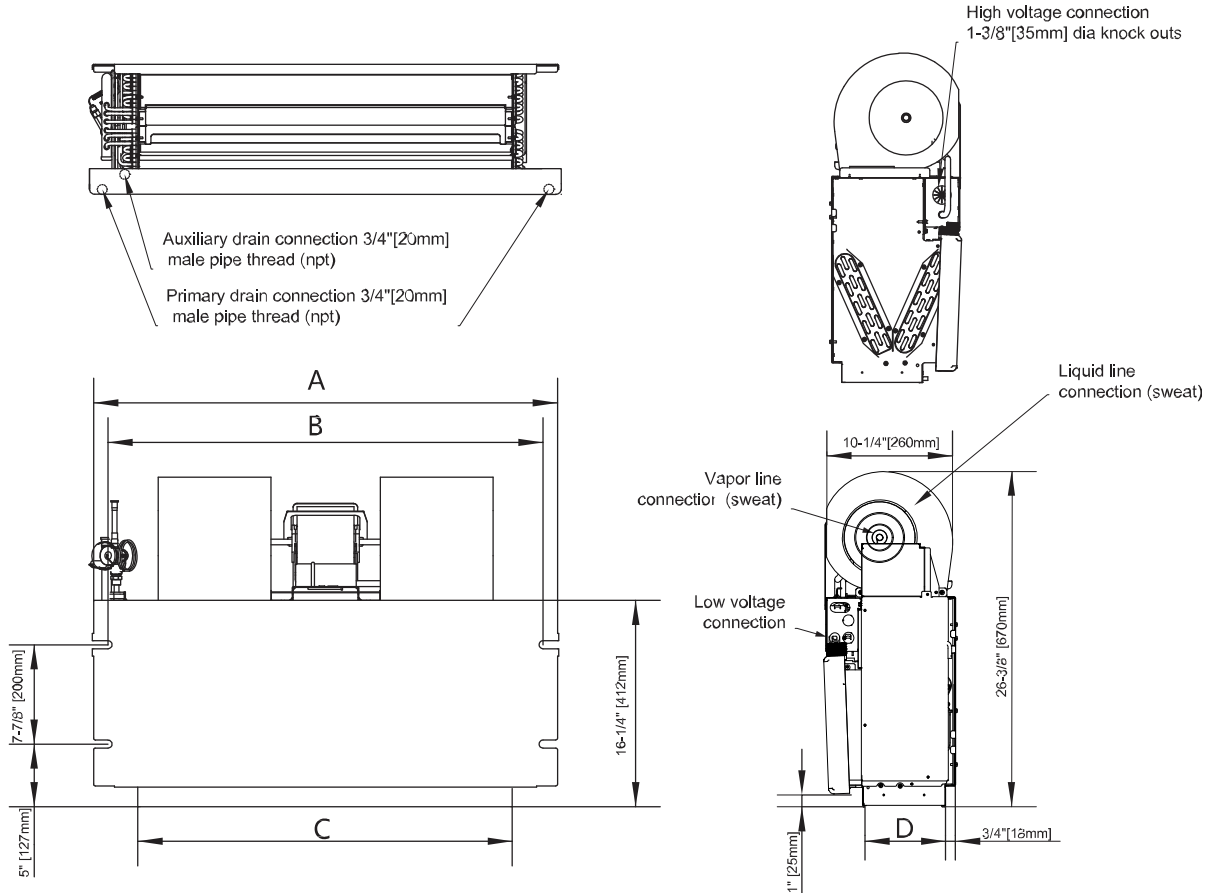 High voltage connection
1-3/8"[35mm] dia knock outs
Auxiliary drain connection 3/4"[20mm]
male pipe thread (npt)
Primary drain connection 3/4"[20mm]
male pipe thread (npt)
A
B
Liquid line
connection (sweat)
10-1/4"[260mm]
Vapor line
connection (sweat)
Low voltage
connection
7-7/8" [200mm]
16-1/4" [412mm]
26-3/8" [670mm]
5" [127mm]
C
D
3/4"[18mm]
1" [25mm]